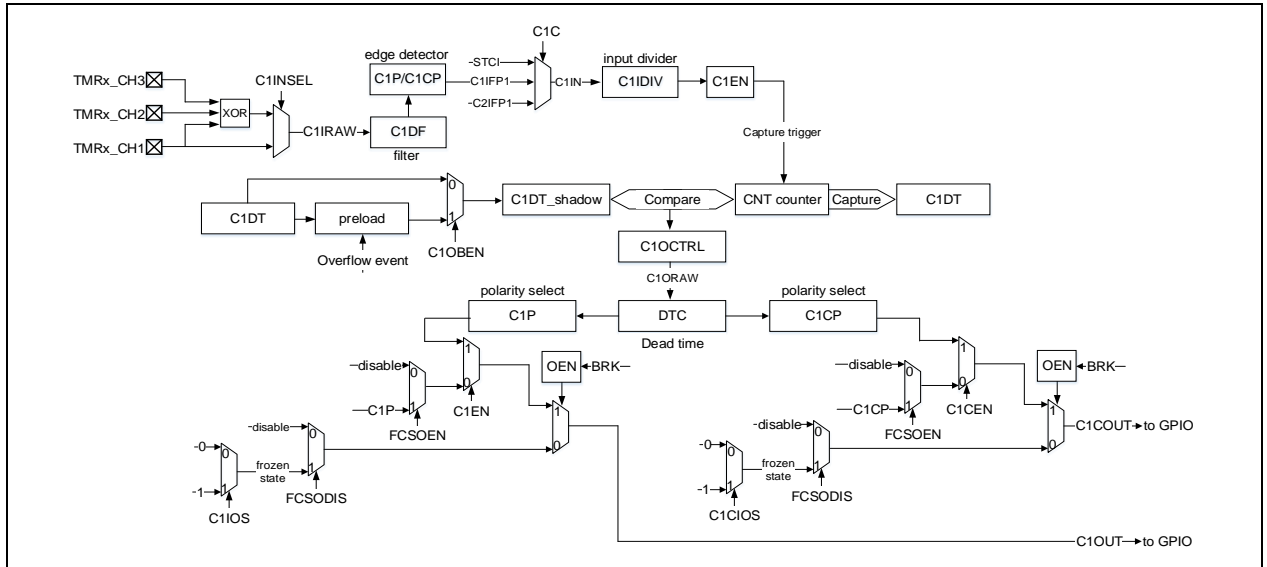 C1C
edge detector
input divider
TMRx_CH3
C1INSEL
C1P/C1CP
STCI
C1IFP1
C1IN
C1IDIV
C1EN
TMRx_CH2
XOR
C2IFP1
C1IRAW
C1DF
Capture trigger
TMRx_CH1
filter
0
C1DT_shadow
Compare
CNT counter
Capture
C1DT
C1DT
preload
1
C1OBEN
C1OCTRL
Overflow event
C1ORAW
polarity select
polarity select
C1P
DTC
C1CP
Dead time
1
OEN
BRK
1
OEN
BRK
disable
0
disable
0
0
0
C1P
1
C1EN
C1CP
1
C1CEN
FCSOEN
1
FCSOEN
1
disable
0
disable
0
C1COUT
to GPIO
0
0
0
0
0
0
frozen
state
frozen
state
1
1
1
1
1
1
FCSODIS
FCSODIS
C1IOS
C1CIOS
C1OUT
to GPIO